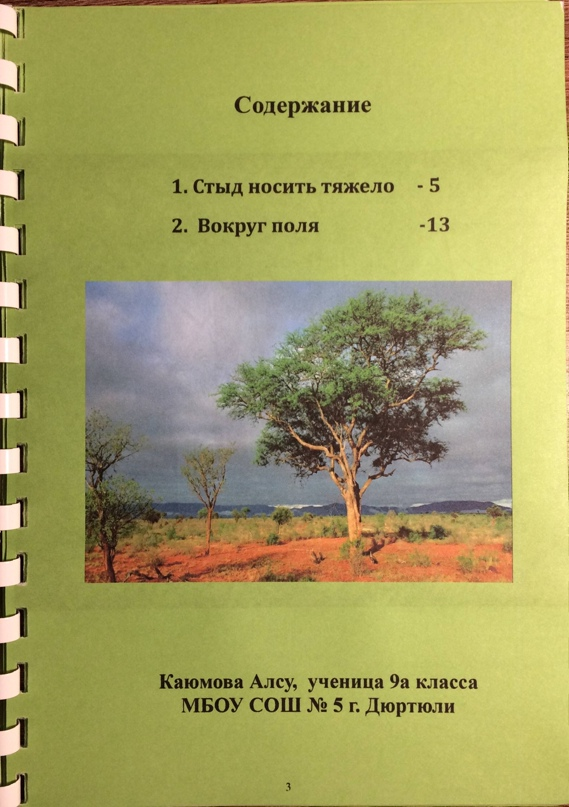 Содержание
1. Стыд носить тяжело - 5
2. Вокруг поля -13
Каюмова Алсу, ученица 9а класса
МБОУ СОШ № 5 г. Дюртюли
3